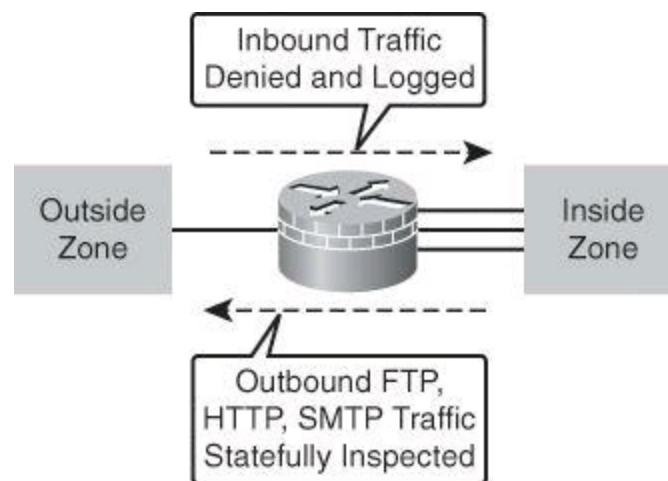 Inbound Traffic
Denied and Logged
Outside
Zone
Inside
Zone
Outbound FTP,
HTTP, SMTP Traffic
Statefully Inspected